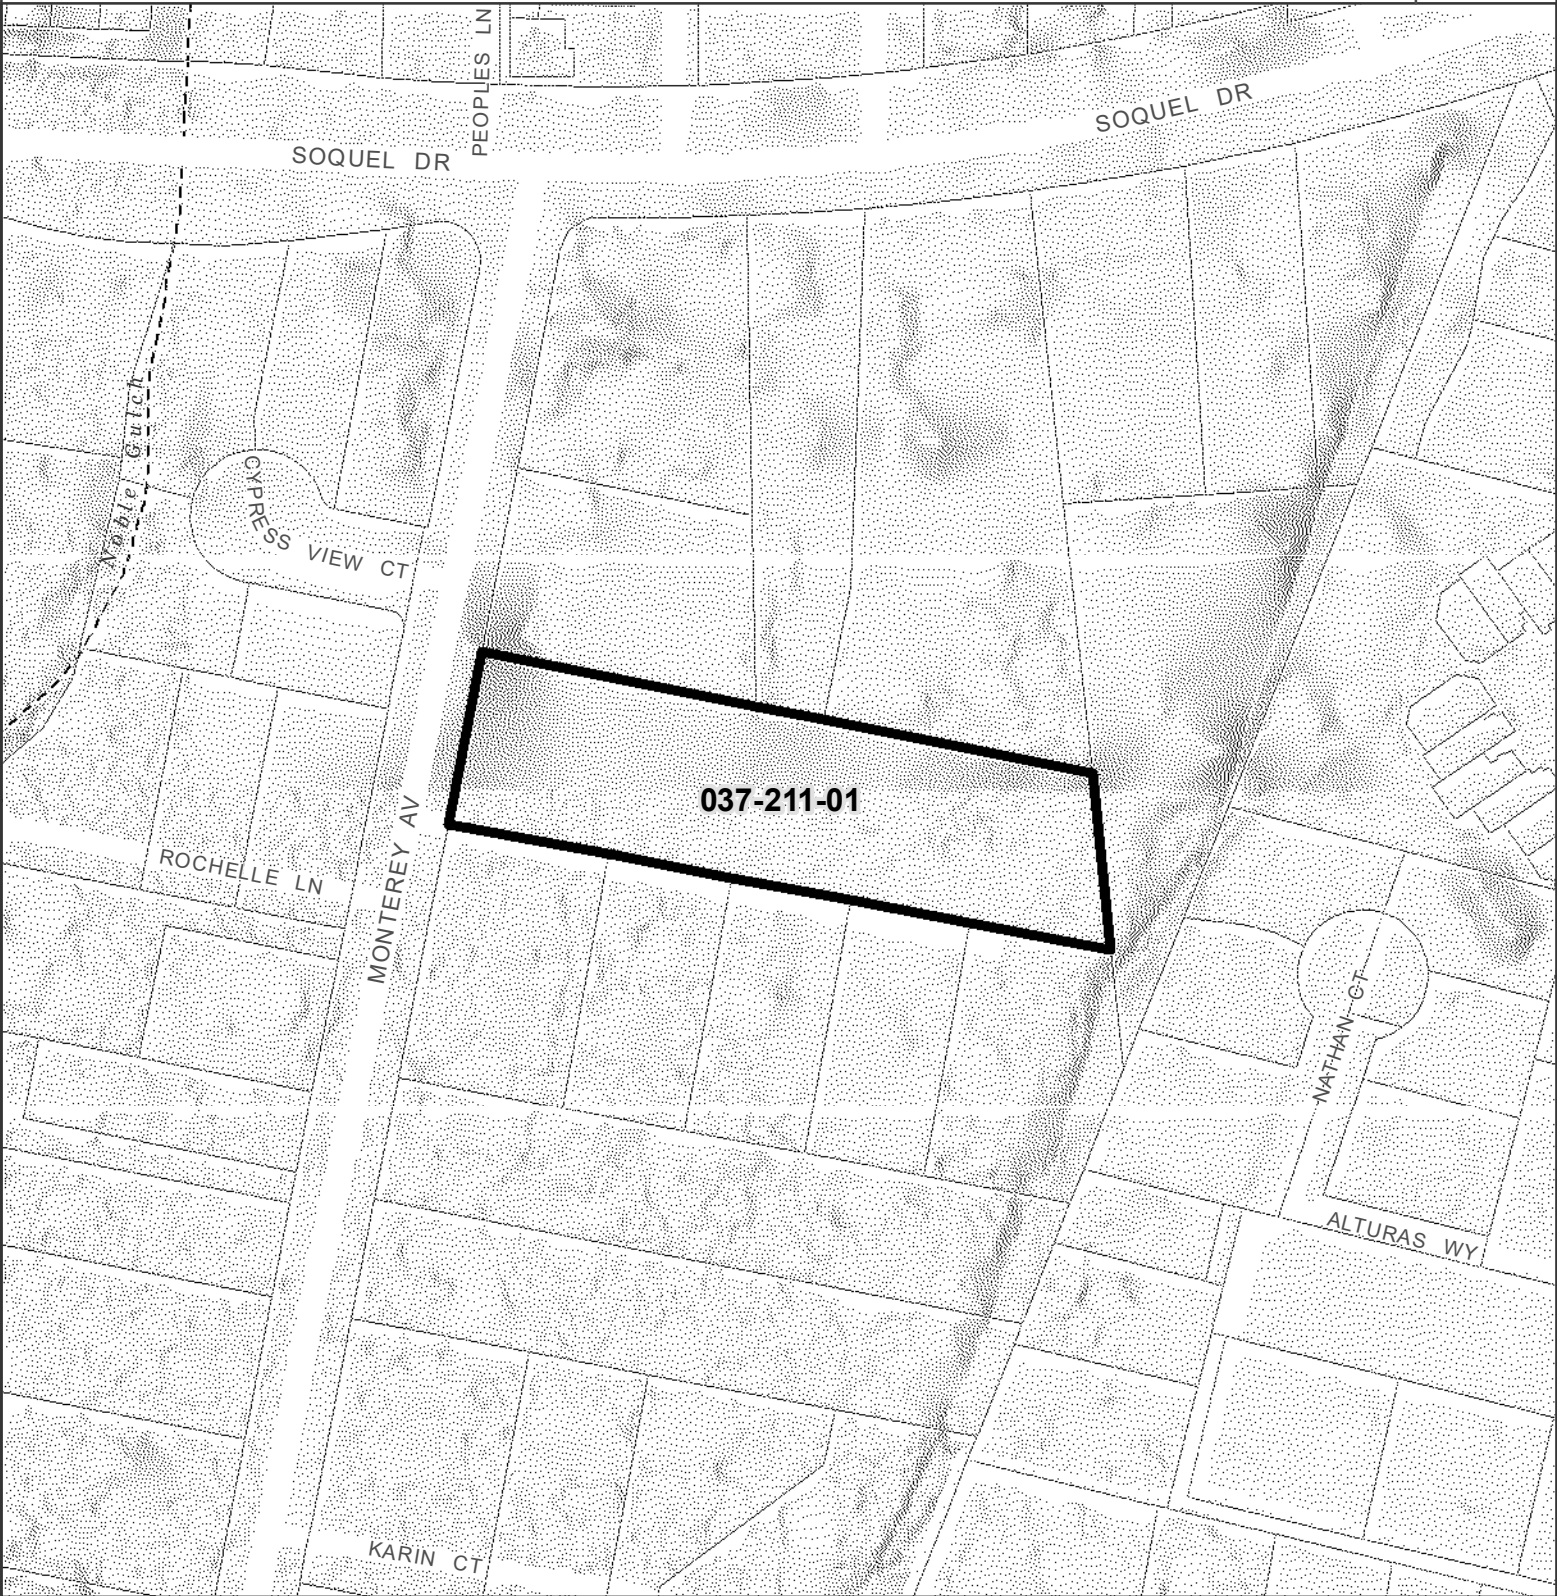 PEOPLES LN
SOQUEL DR
SOQUEL DR
Noble Gulch
CYPRESS VIEW CT
037-211-01
MONTEREY AV
ROCHELLE LN
NATHAN CT
ALTURAS WY
KARIN CT